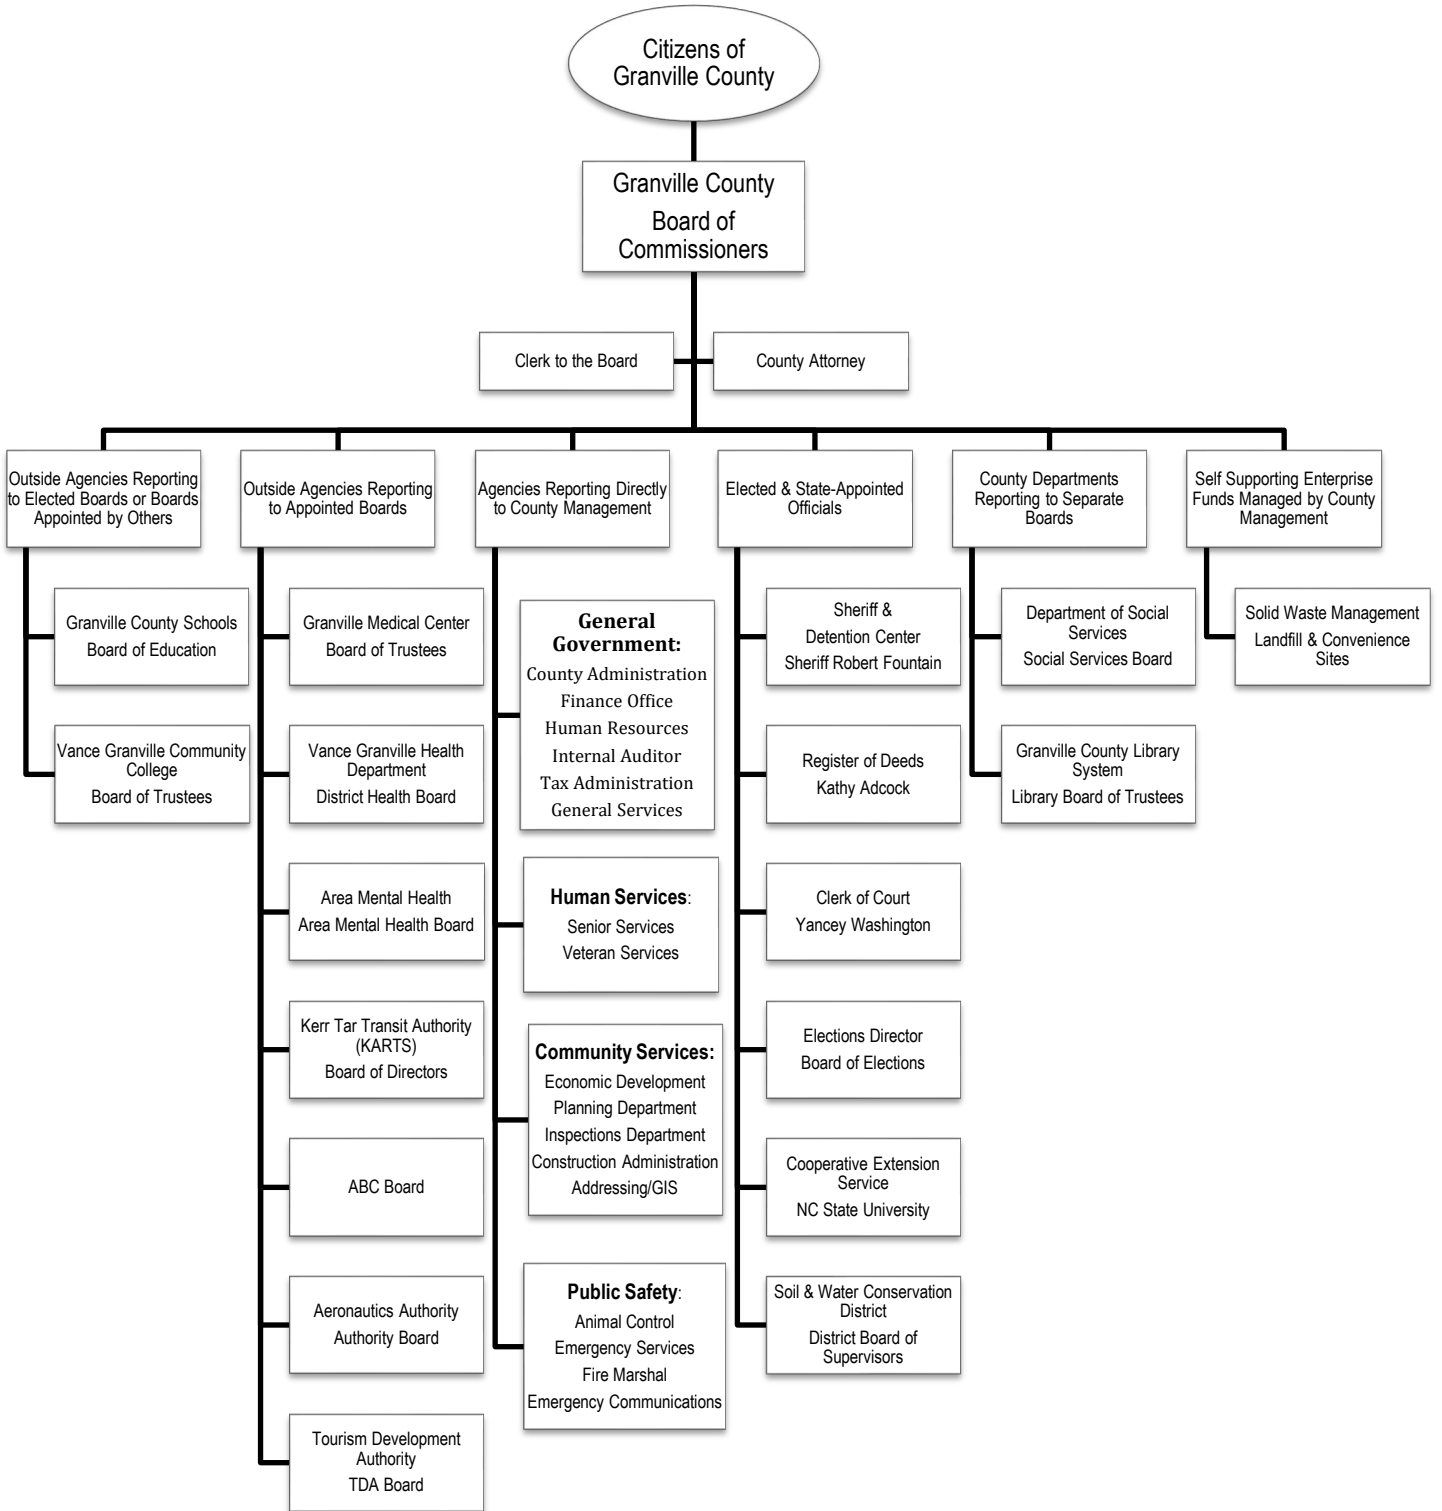 Citizens of
Granville County
Granville County
Board of
Commissioners
Clerk to the Board
County Attorney
Outside Agencies Reporting
to Elected Boards or Boards
Appointed by Others
Granville County Schools
Board of Education
Vance Granville Community
College
Board of Trustees
Outside Agencies Reporting
to Appointed Boards
Granville Medical Center
Board of Trustees
Vance Granville Health
Department
District Health Board
Area Mental Health
Area Mental Health Board
Kerr Tar Transit Authority
(KARTS)
Board of Directors
ABC Board
Aeronautics Authority
Authority Board
Tourism Development
Authority
TDA Board
Agencies Reporting Directly
to County Management
General
Government:
County Administration
Finance Office
Human Resources
Internal Auditor
Tax Administration
General Services
Human Services:
Senior Services
Veteran Services
Community Services:
Economic Development
Planning Department
Inspections Department
Construction Administration
Addressing/GIS
Public Safety:
Animal Control
Emergency Services
Fire Marshal
Emergency Communications
Elected & State-Appointed
Officials
Sheriff &
Detention Center
Sheriff Robert Fountain
Register of Deeds
Kathy Adcock
Clerk of Court
Yancey Washington
Elections Director
Board of Elections
Cooperative Extension
Service
NC State University
Soil & Water Conservation
District
District Board of
Supervisors
County Departments
Reporting to Separate
Boards
Department of Social
Services
Social Services Board
Granville County Library
System
Library Board of Trustees
Self Supporting Enterprise
Funds Managed by County
Management
Solid Waste Management
Landfill & Convenience
Sites